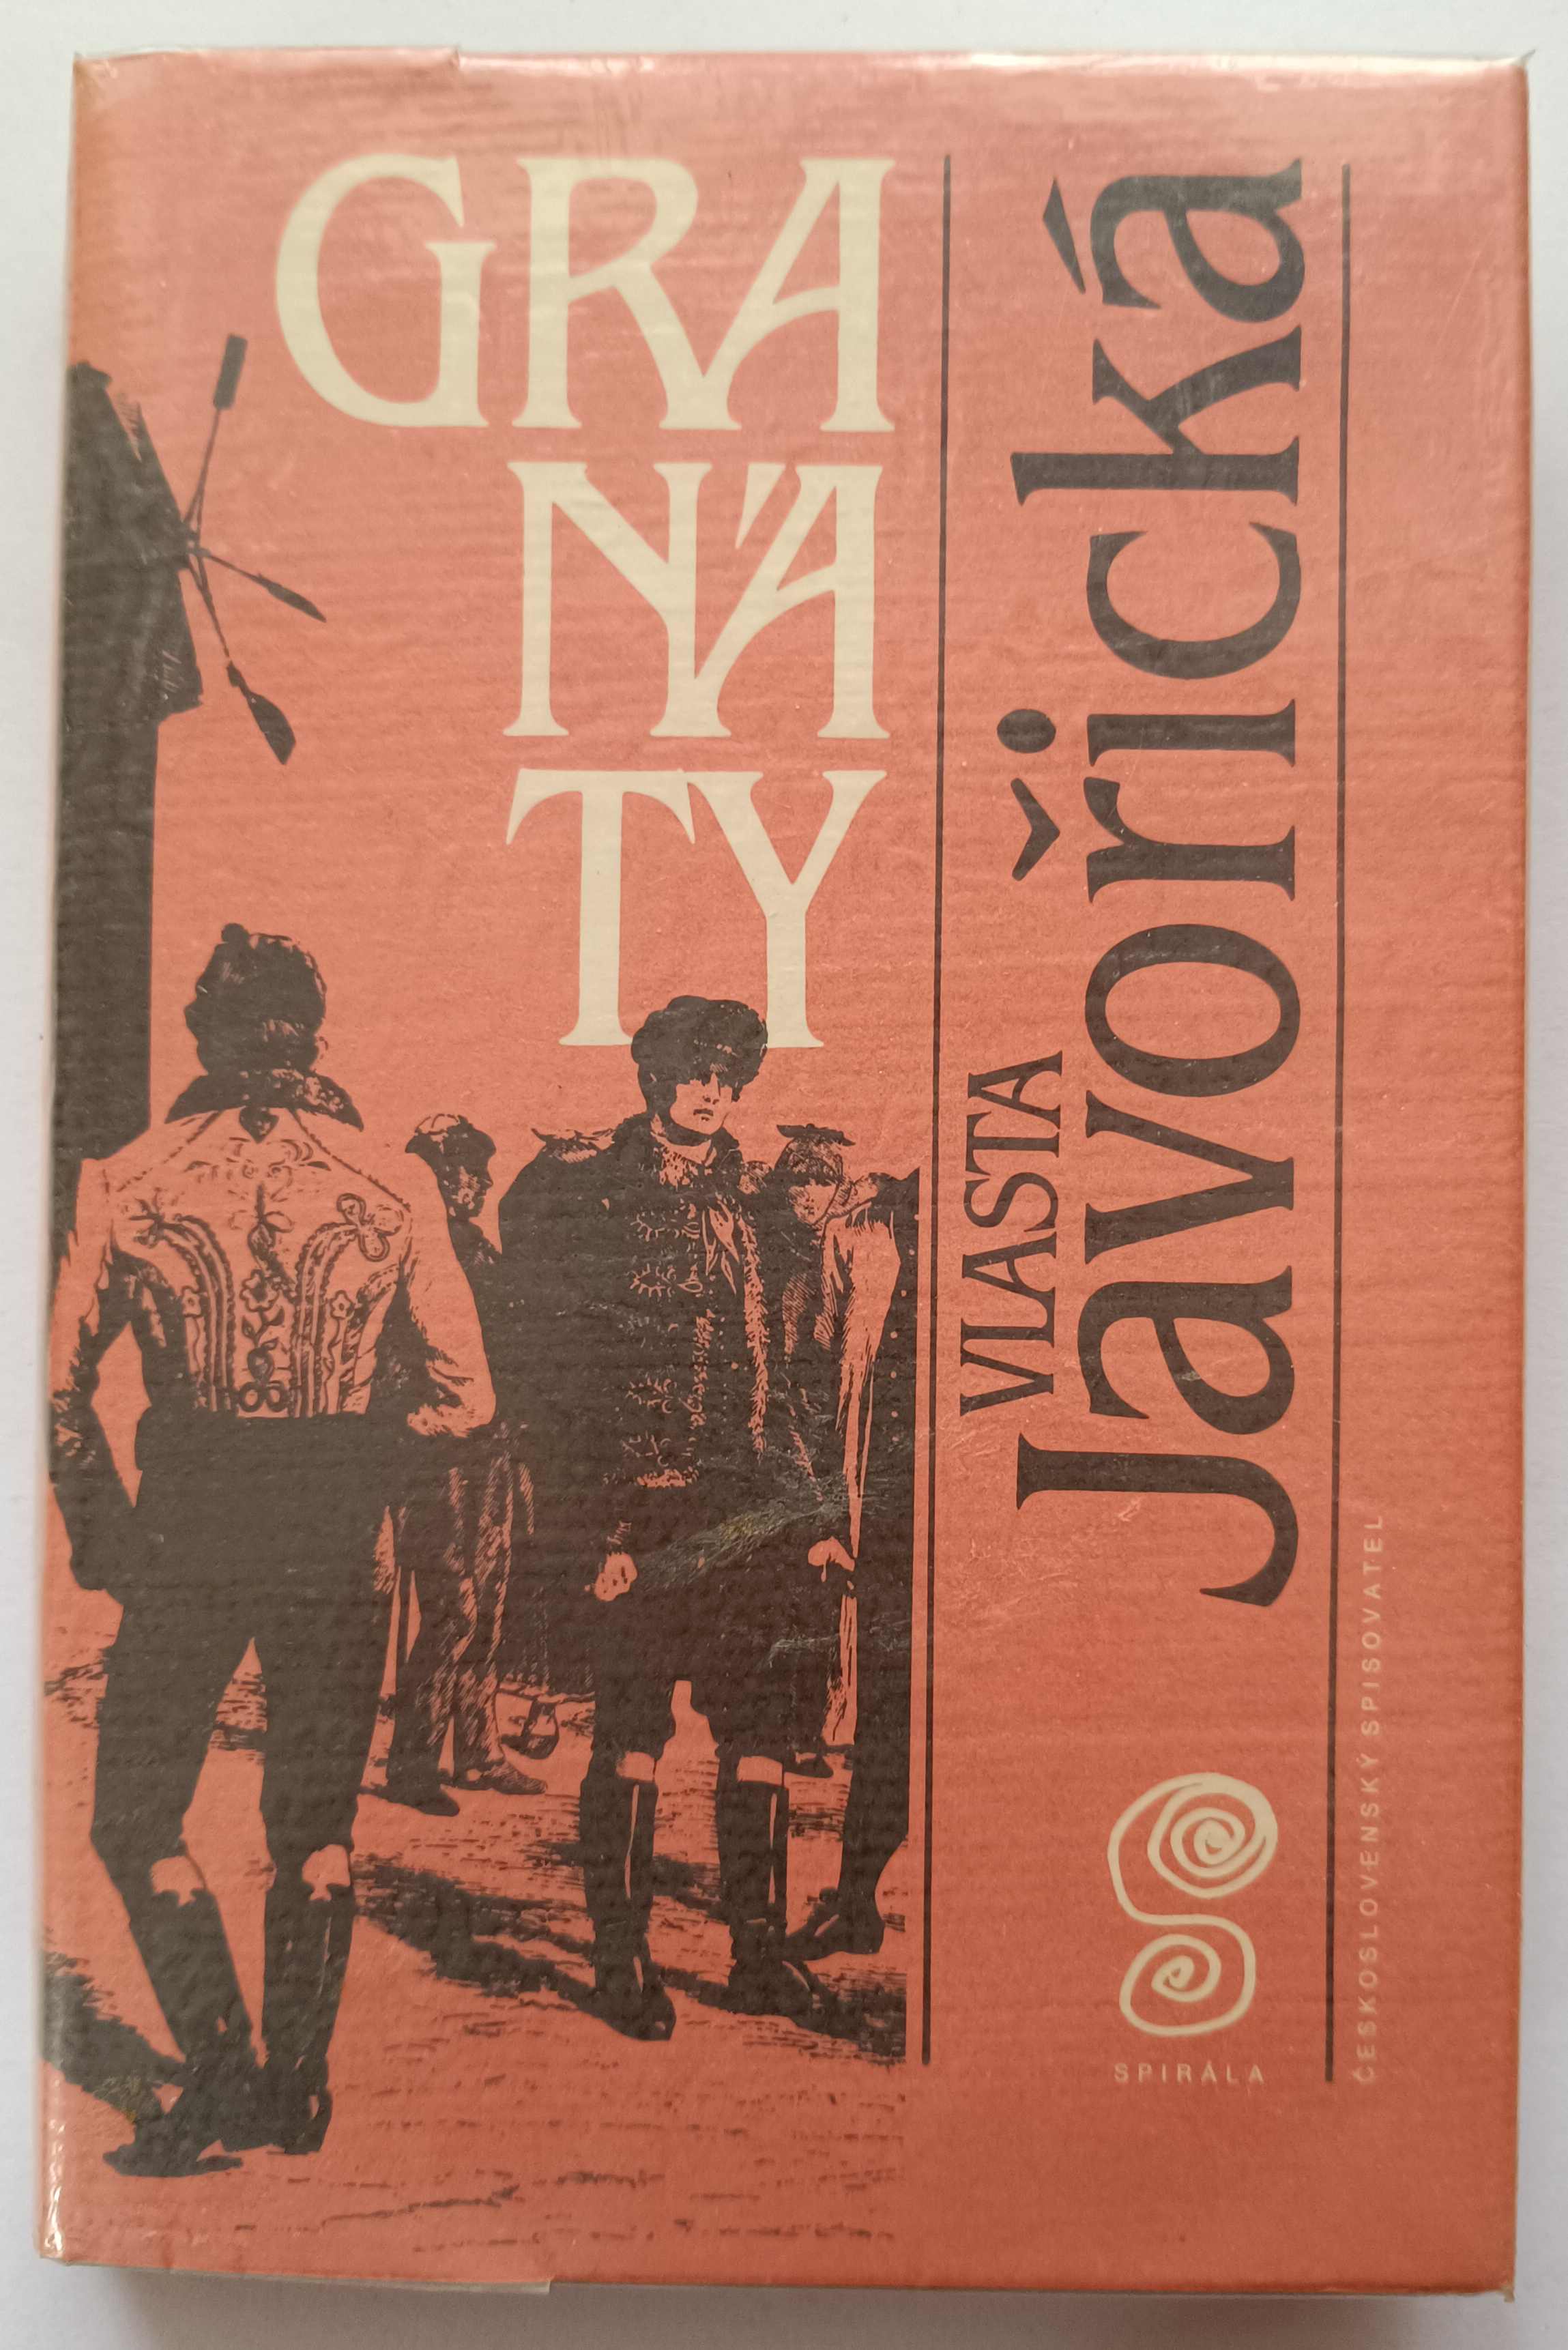 GRA
NÁ
TY
VLASTA
Javořická
SPIRÁLA
ČESKOSLOVENSKÝ SPISOVATEL